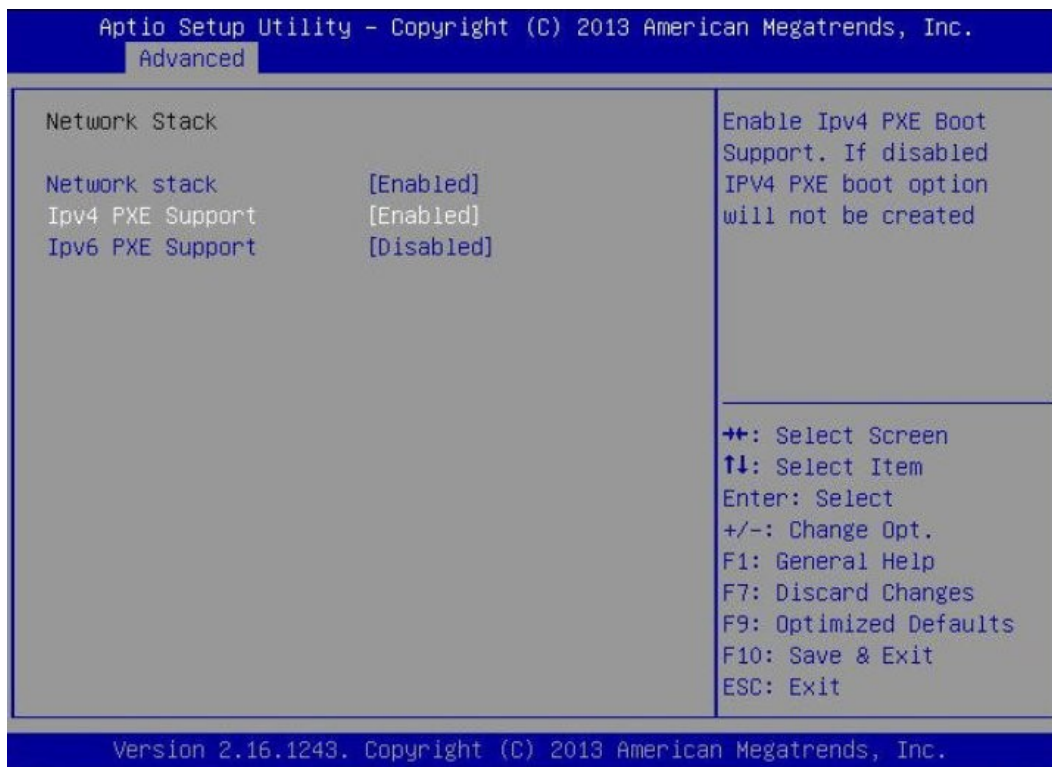 Aptio Setup Utility – Copyright (C) 2013 American Megatrends, Inc.
Advanced
Network Stack
Network stack [Enabled]
Ipv4 PXE Support [Enabled]
Ipv6 PXE Support [Disabled]
Enable Ipv4 PXE Boot
Support. If disabled
IPV4 PXE boot option
will not be created
→←: Select Screen
↑↓: Select Item
Enter: Select
+/-: Change Opt.
F1: General Help
F7: Discard Changes
F9: Optimized Defaults
F10: Save & Exit
ESC: Exit
Version 2.16.1243. Copyright (C) 2013 American Megatrends, Inc.